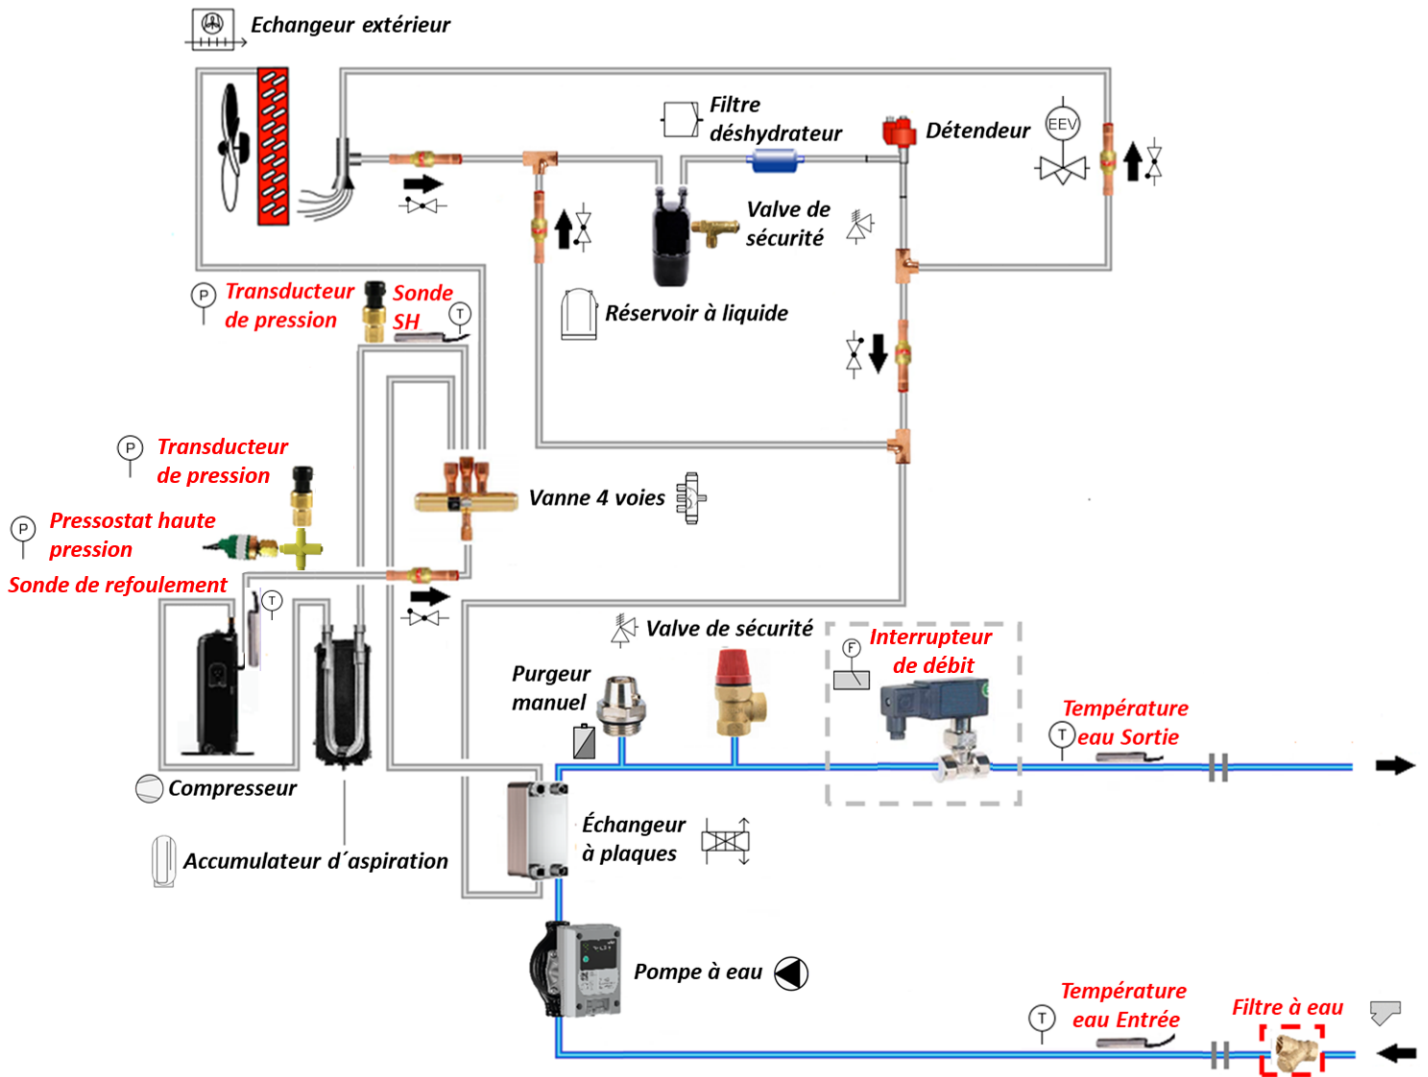 Echangeur extérieur
Filtre
déshydrateur
Détendeur
EEV
Valve de
sécurité
P
Transducteur
de pression
Sonde
SH
T
Réservoir à liquide
P
Transducteur
de pression
Vanne 4 voies
P
Pressostat haute
pression
Sonde de refoulement
T
Valve de sécurité
F
Interrupteur
de débit
Purgeur
manuel
T
Température
eau Sortie
Compresseur
Échangeur
à plaques
Accumulateur d´aspiration
Pompe à eau
T
Température
eau Entrée
Filtre à eau